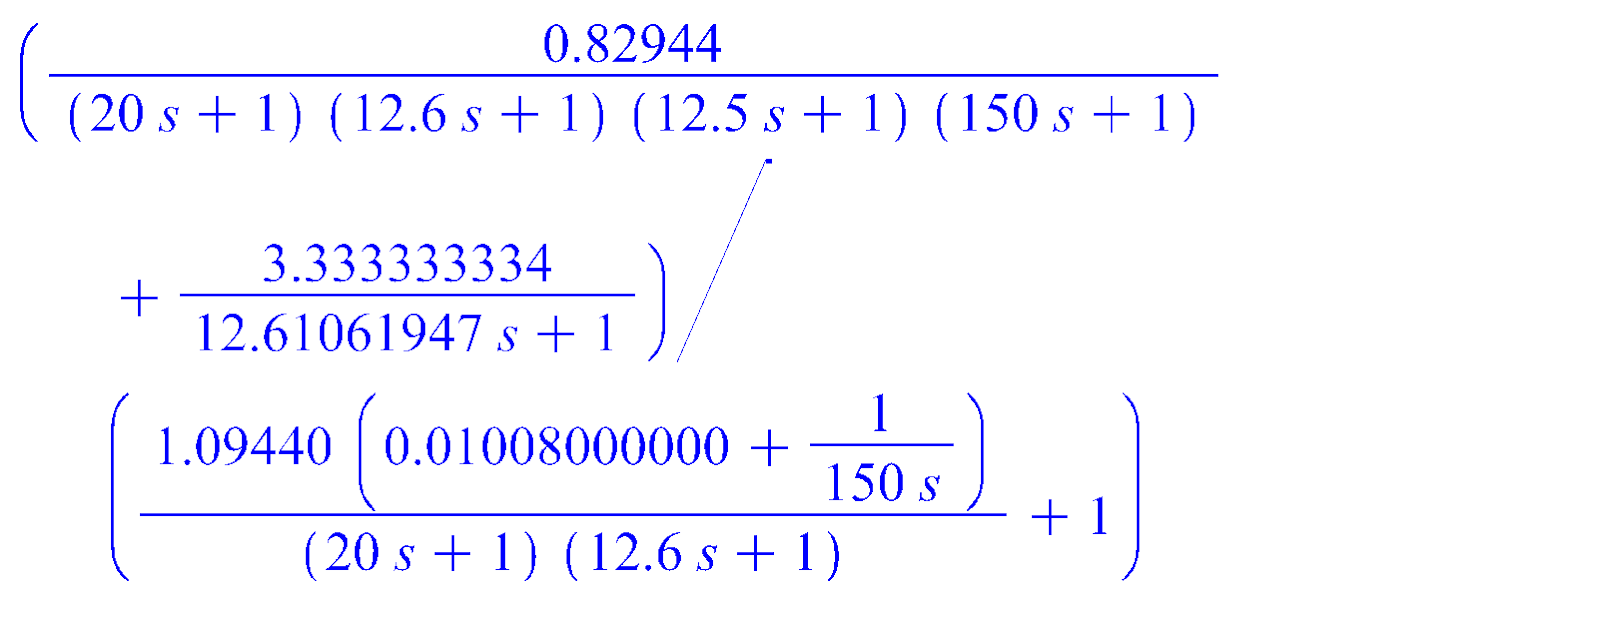 ( 0.82944
(20 s + 1) (12.6 s + 1) (12.5 s + 1) (150 s + 1)
+ 3.333333334 )
12.61061947 s + 1
( 1.09440 ( 0.01008000000 + 1
150 s )
(20 s + 1) (12.6 s + 1)
+ 1 )